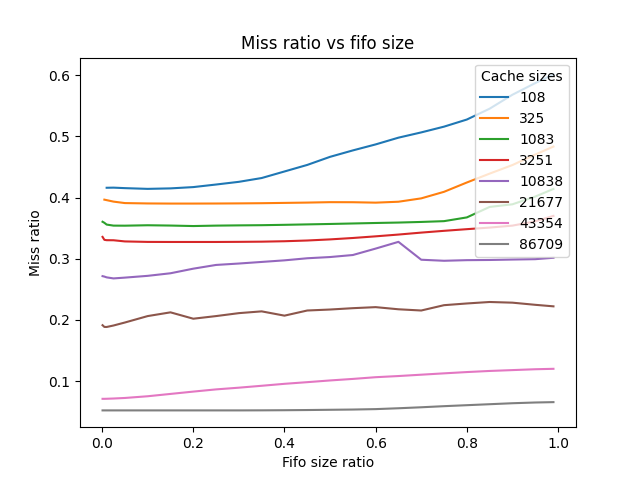 Miss ratio vs fifo size
Cache sizes
108
325
1083
3251
10838
21677
43354
86709
Miss ratio
0.6
0.5
0.4
0.3
0.2
0.1
0.0 0.2 0.4 0.6 0.8 1.0
Fifo size ratio